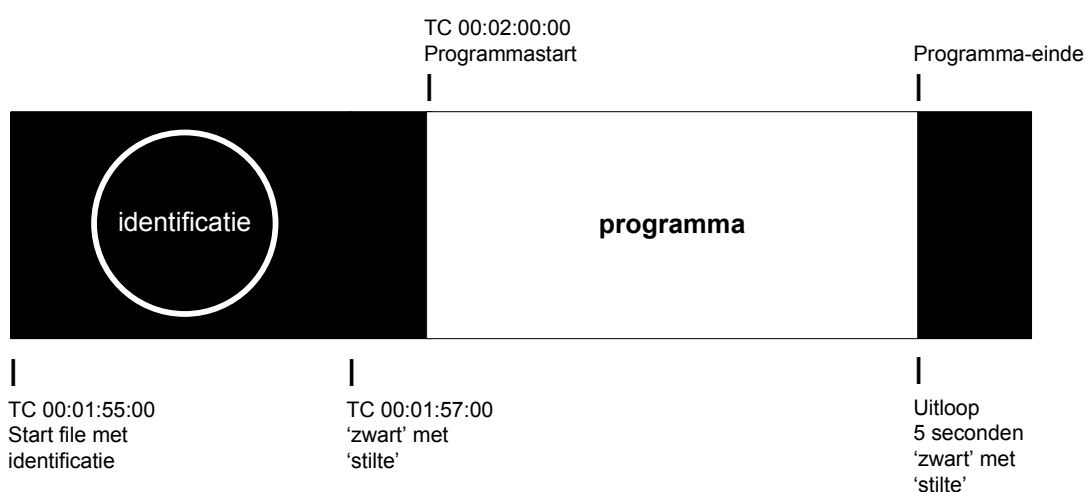 TC 00:02:00:00
Programmastart
Programma-einde
identificatie
programma
TC 00:01:55:00
Start file met
identificatie
TC 00:01:57:00
‘zwart’ met
‘stilte’
Uitloop
5 seconden
‘zwart’ met
‘stilte’